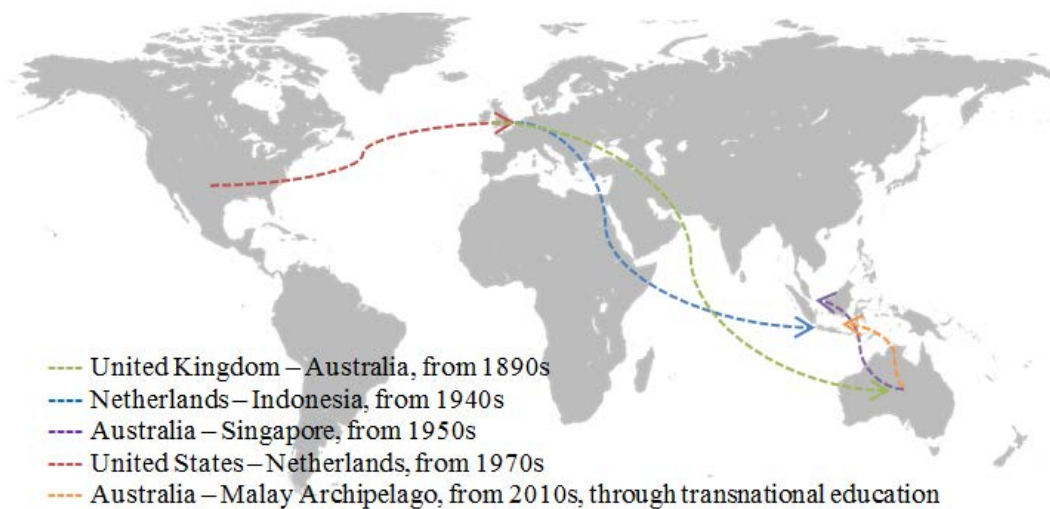 United Kingdom – Australia, from 1890s
Netherlands – Indonesia, from 1940s
Australia – Singapore, from 1950s
United States – Netherlands, from 1970s
Australia – Malay Archipelago, from 2010s, through transnational education